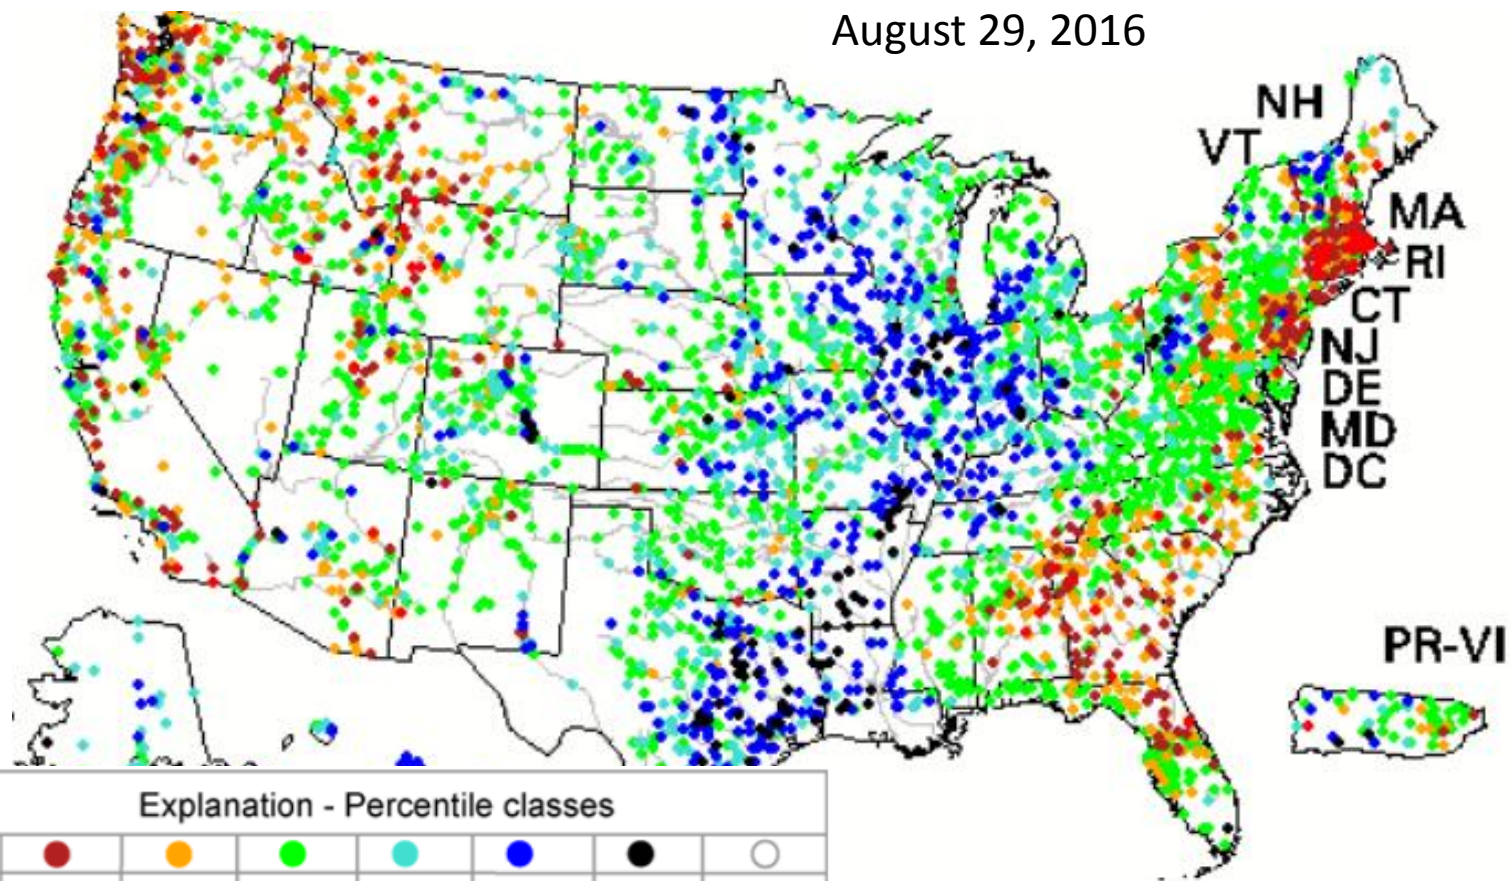 August 29, 2016
NH
VT
MA
RI
CT
NJ
DE
MD
DC
PR-VI
Explanation - Percentile classes